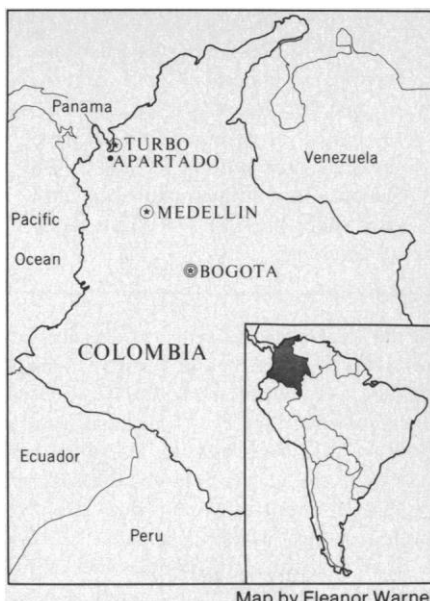 Panama
TURBO
APARTADO
Venezuela
Pacific
Ocean
MEDELLIN
BOGOTA
COLOMBIA
Ecuador
Peru
Map by Eleanor Warne